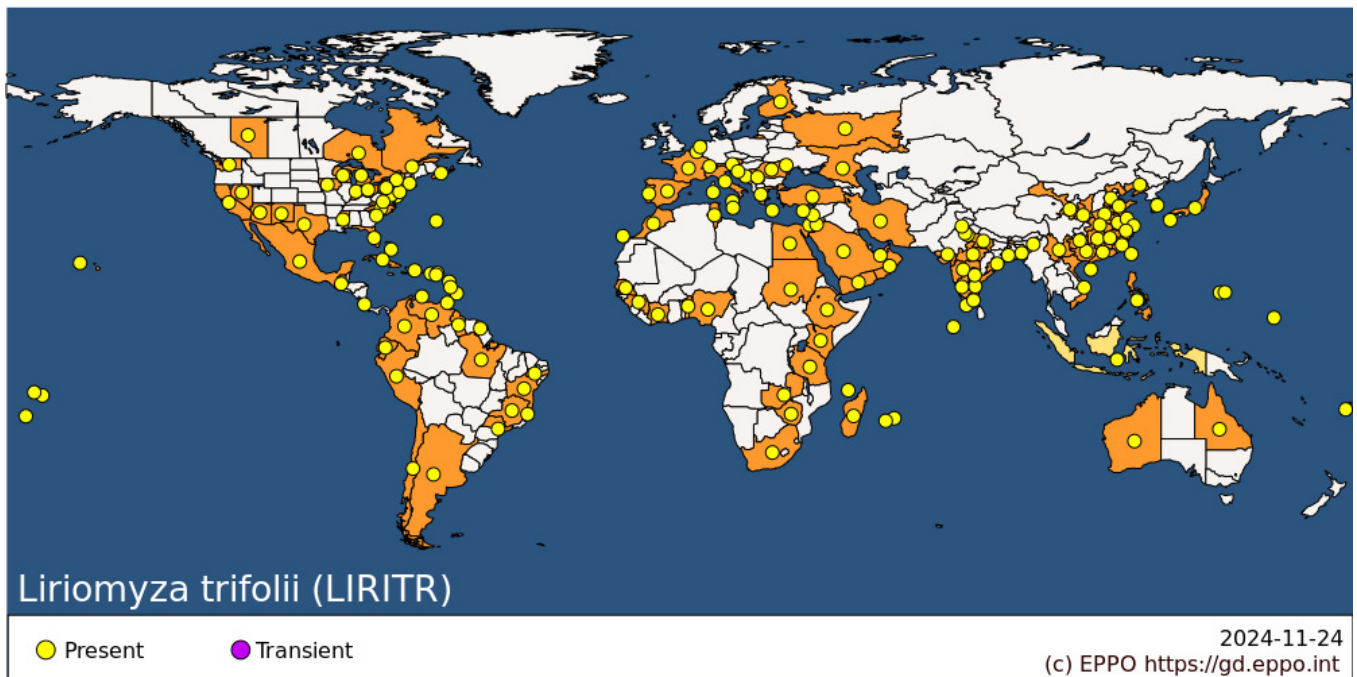 Liriomyza trifolii (LIRITR)
Present
Transient
2024-11-24
(c) EPPO https://gd.eppo.int